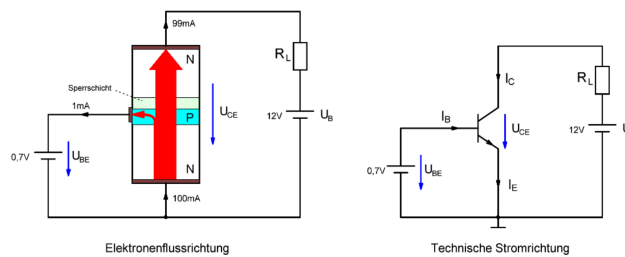 99mA
N
R_L
Sperrschicht
1mA
P
U_CE
12V
U_B
0,7V
U_BE
N
100mA
Elektronenflussrichtung
I_C
R_L
I_B
U_CE
12V
U
0,7V
U_BE
I_E
Technische Stromrichtung